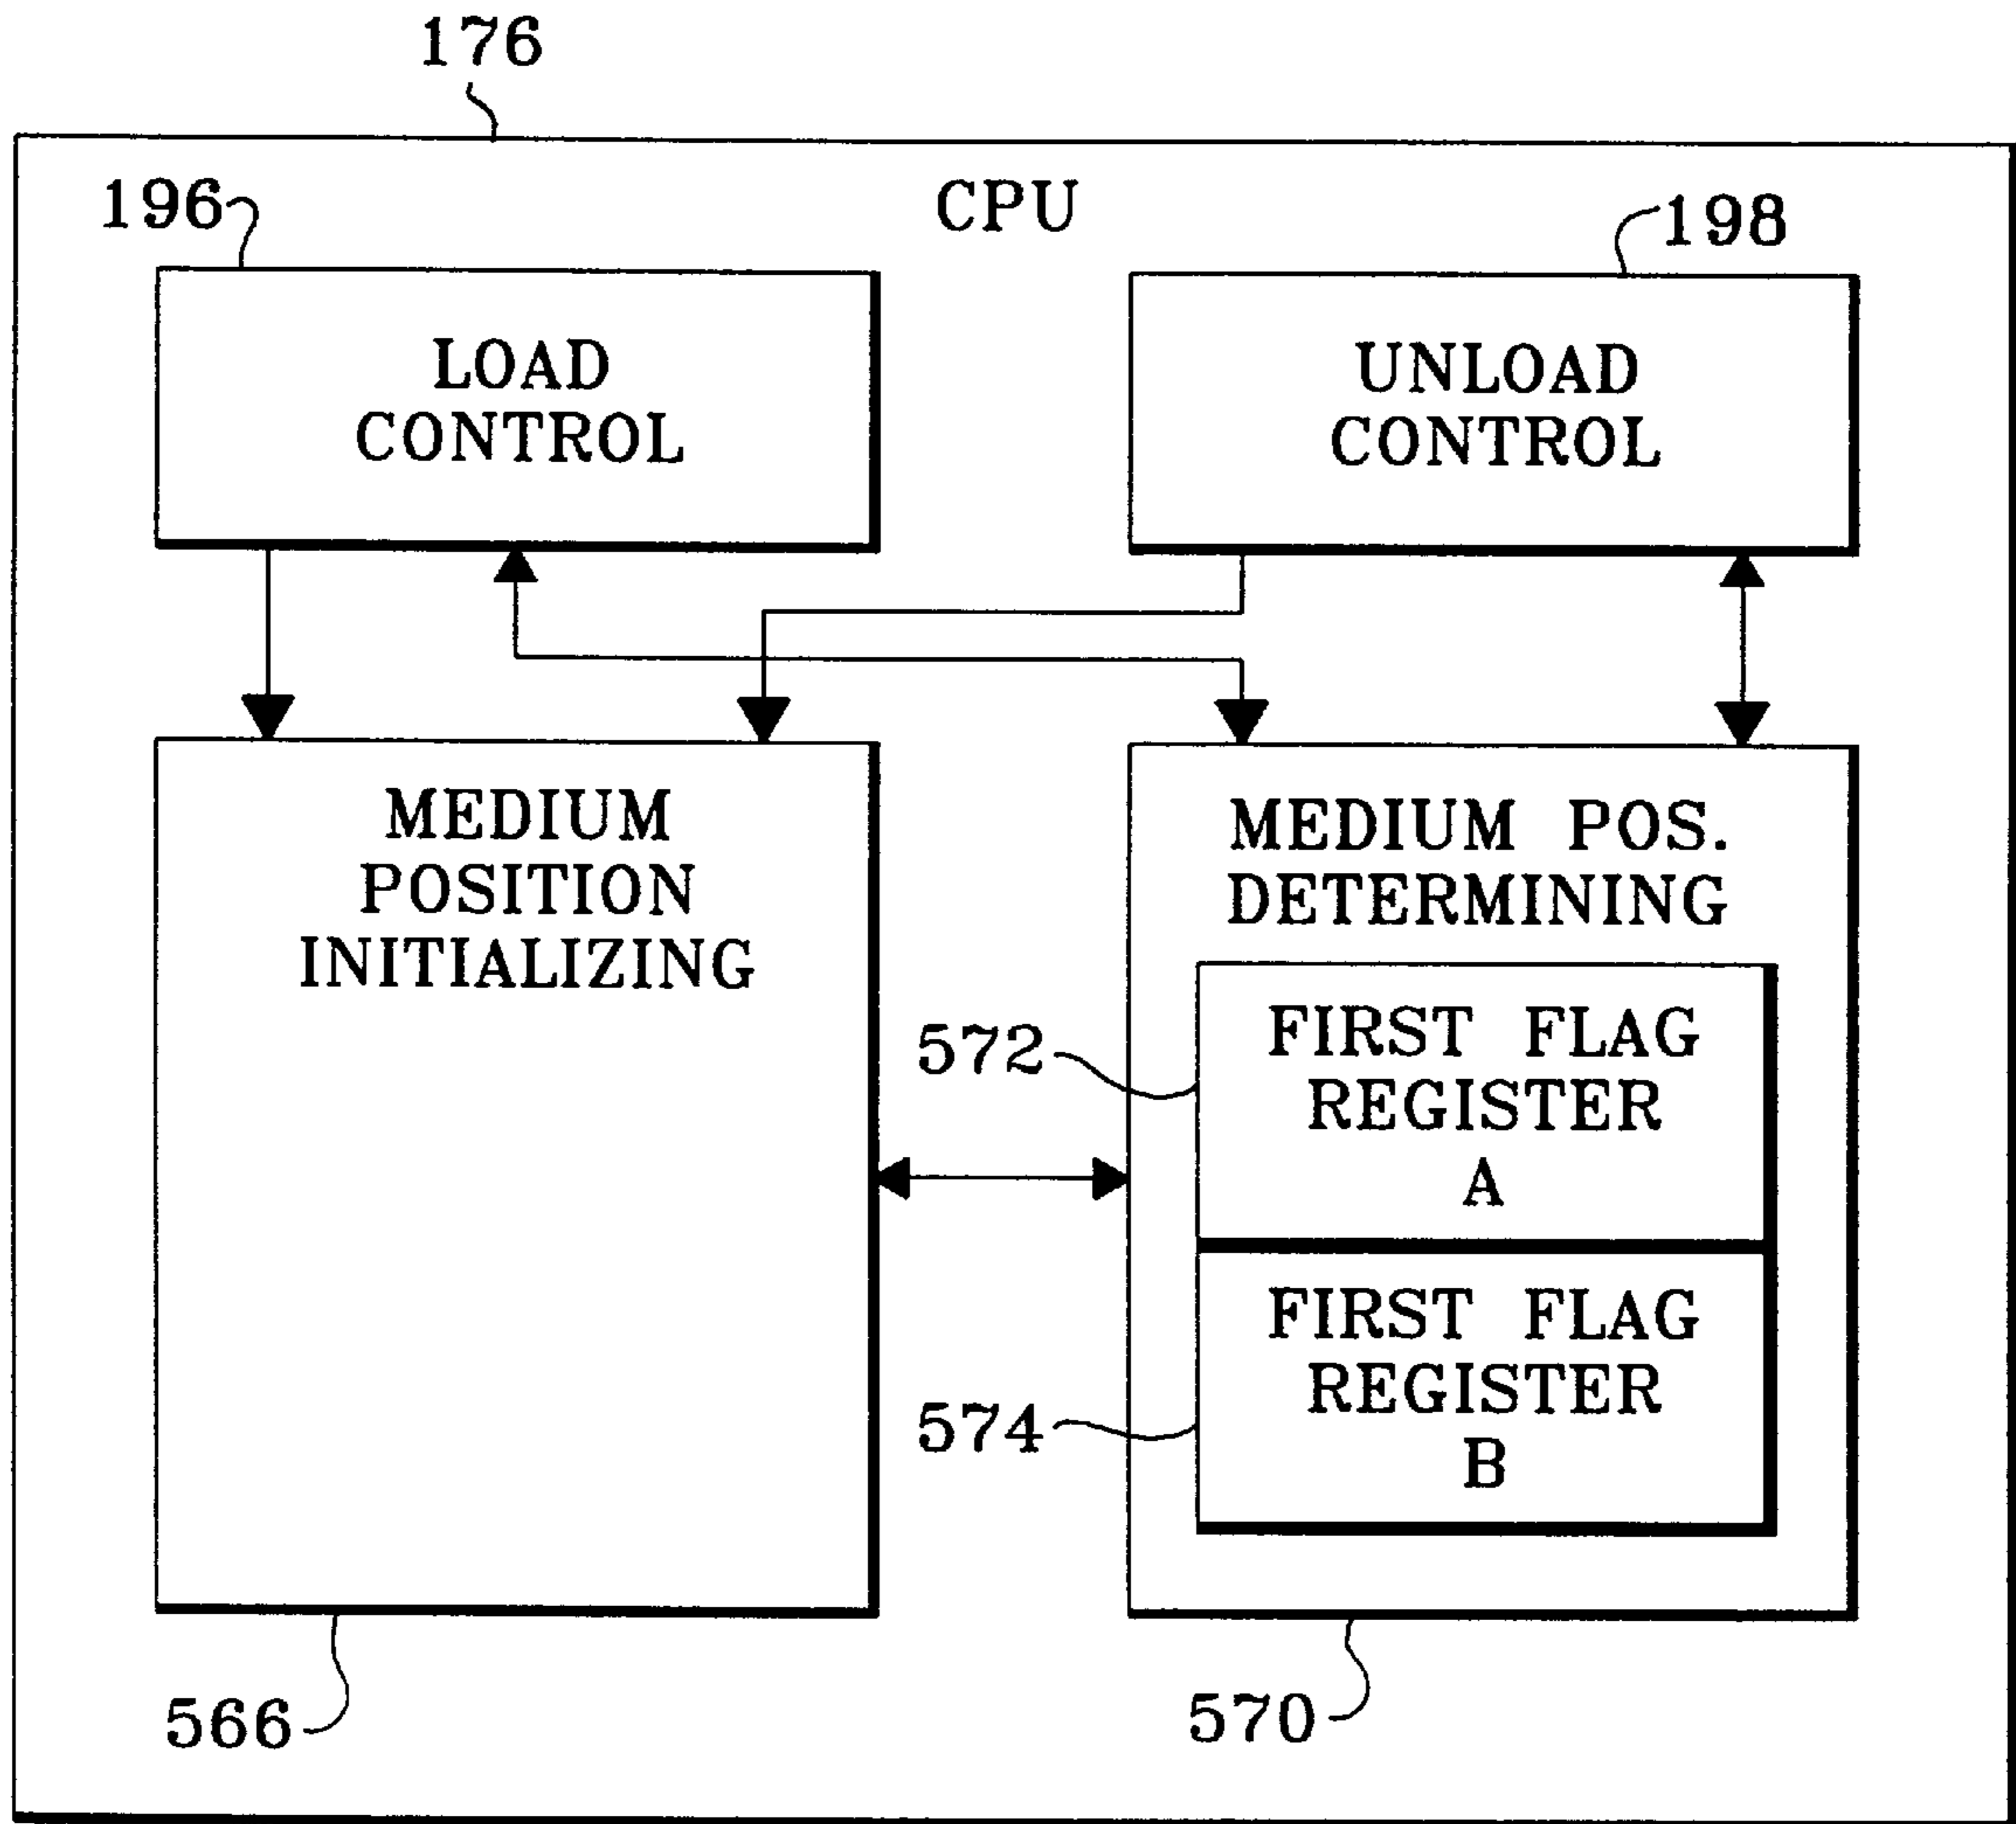 176
CPU
196
198
LOAD
CONTROL
UNLOAD
CONTROL
MEDIUM
POSITION
INITIALIZING
MEDIUM POS.
DETERMINING
572
FIRST FLAG
REGISTER
A
574
FIRST FLAG
REGISTER
B
566
570